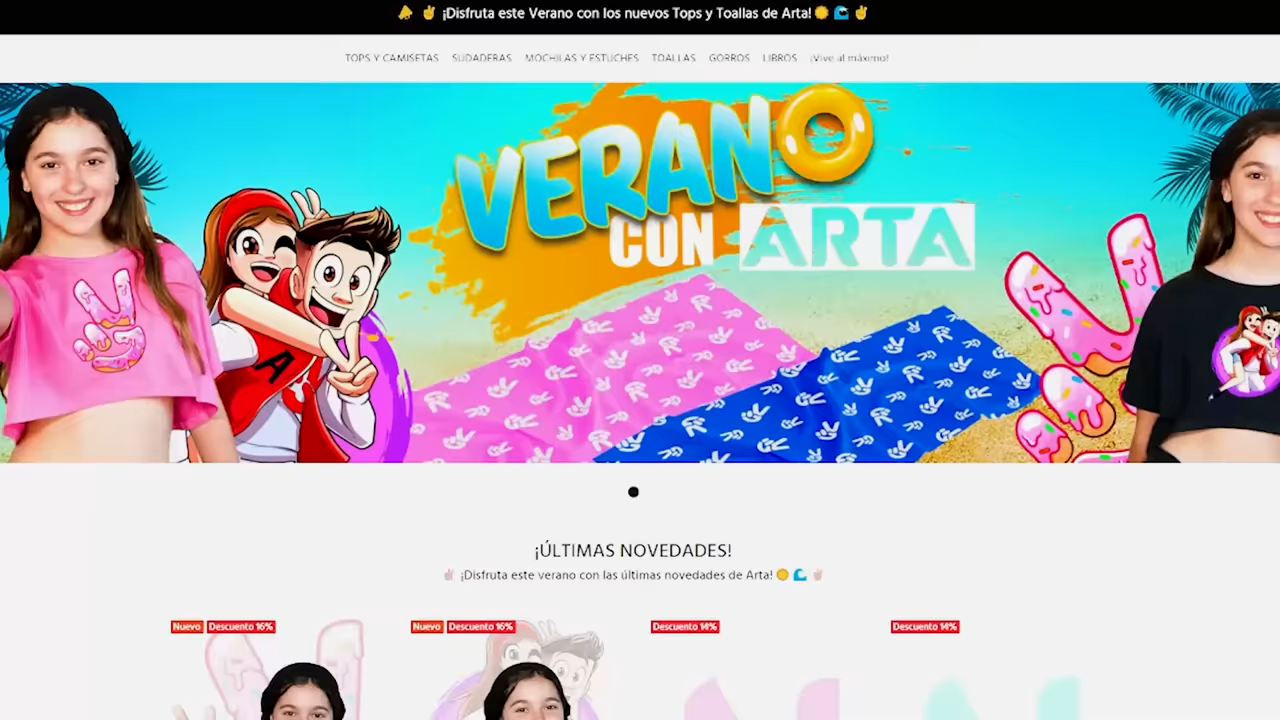 📣 ✌️ ¡Disfruta este Verano con los nuevos Tops y Toallas de Arta!🌞 🌊 ✌️
TOPS Y CAMISETAS SUDADERAS MOCHILAS Y ESTUCHES TOALLAS GORROS LIBROS ¡Vive al máximo!
VERANO
CON ARTA
A
¡ÚLTIMAS NOVEDADES!
✌🏻 ¡Disfruta este verano con las últimas novedades de Arta! 🌞 🌊 ✌🏻
Nuevo Descuento 16% Nuevo Descuento 16% Descuento 14% Descuento 14%